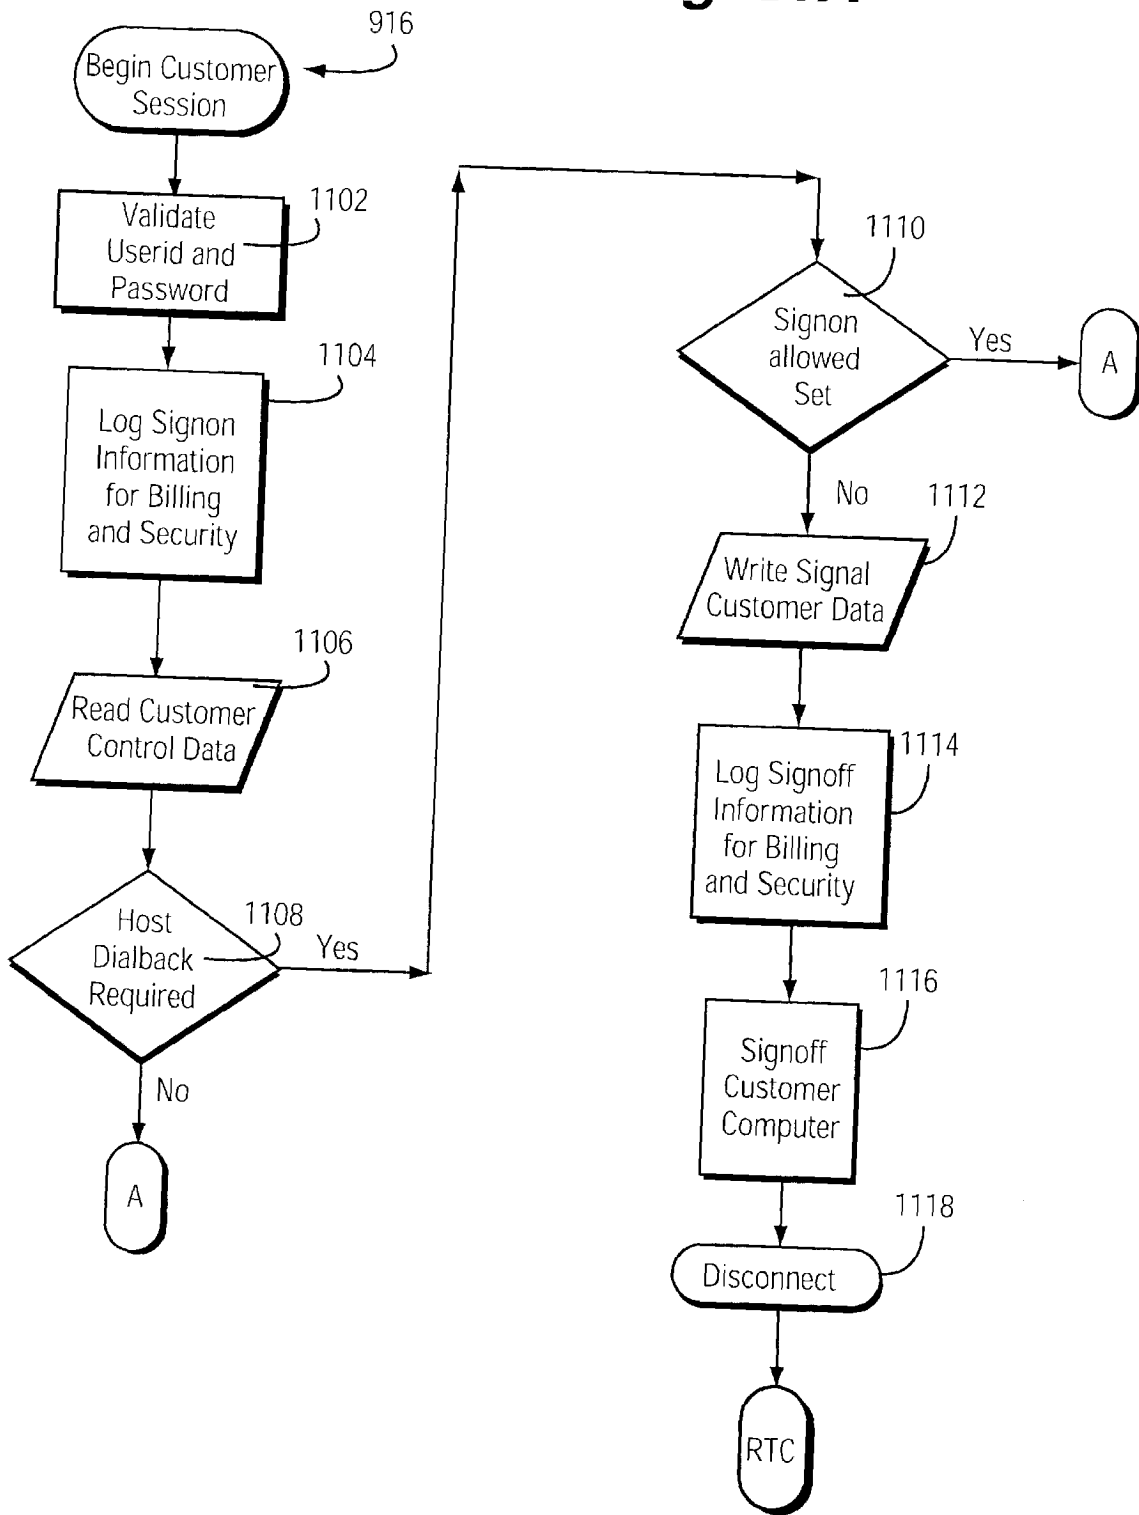 916
Begin Customer
Session
1102
Validate
Userid and
Password
1104
Log Signon
Information
for Billing
and Security
1106
Read Customer
Control Data
1108
Host
Dialback
Required
Yes
No
A
1110
Signon
allowed
Set
Yes
A
No
1112
Write Signal
Customer Data
1114
Log Signoff
Information
for Billing
and Security
1116
Signoff
Customer
Computer
1118
Disconnect
RTC